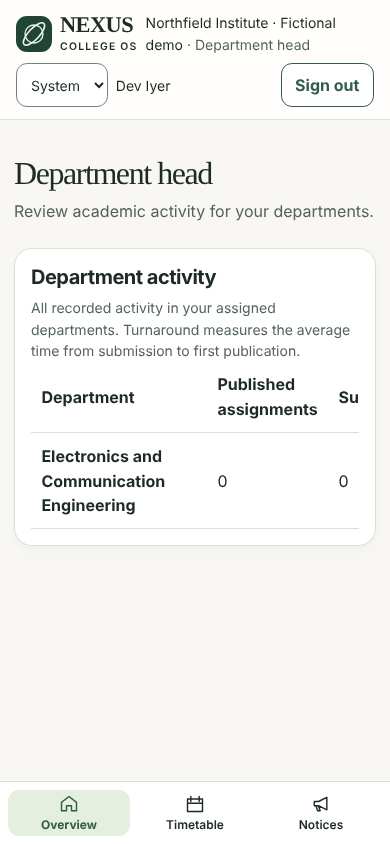 NEXUS
COLLEGE OS
Northfield Institute · Fictional
demo · Department head
System
Dev Iyer
Sign out
Department head
Review academic activity for your departments.
Department activity
All recorded activity in your assigned
departments. Turnaround measures the average
time from submission to first publication.
Department
Published
assignments
Su
Electronics and
Communication
Engineering
0
0
Overview
Timetable
Notices